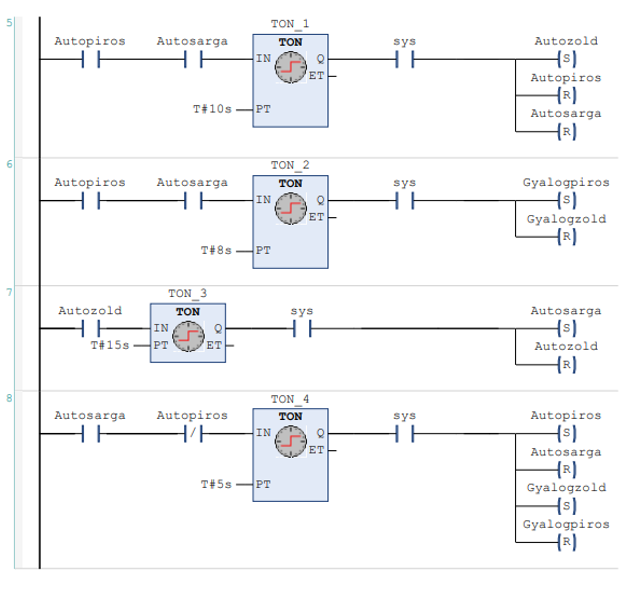 5
TON_1
Autopiros Autosarga TON sys Autozold
IN Q S
ET Autopiros
R
T#10s PT Autosarga
R
6
TON_2
Autopiros Autosarga TON sys Gyalogpiros
IN Q S
ET Gyalogzold
R
T#8s PT
7
TON_3
Autozold TON sys Autosarga
IN Q S
T#15s PT ET Autozold
R
8
TON_4
Autosarga Autopiros TON sys Autopiros
IN Q S
ET Autosarga
R
T#5s PT Gyalogzold
S
Gyalogpiros
R